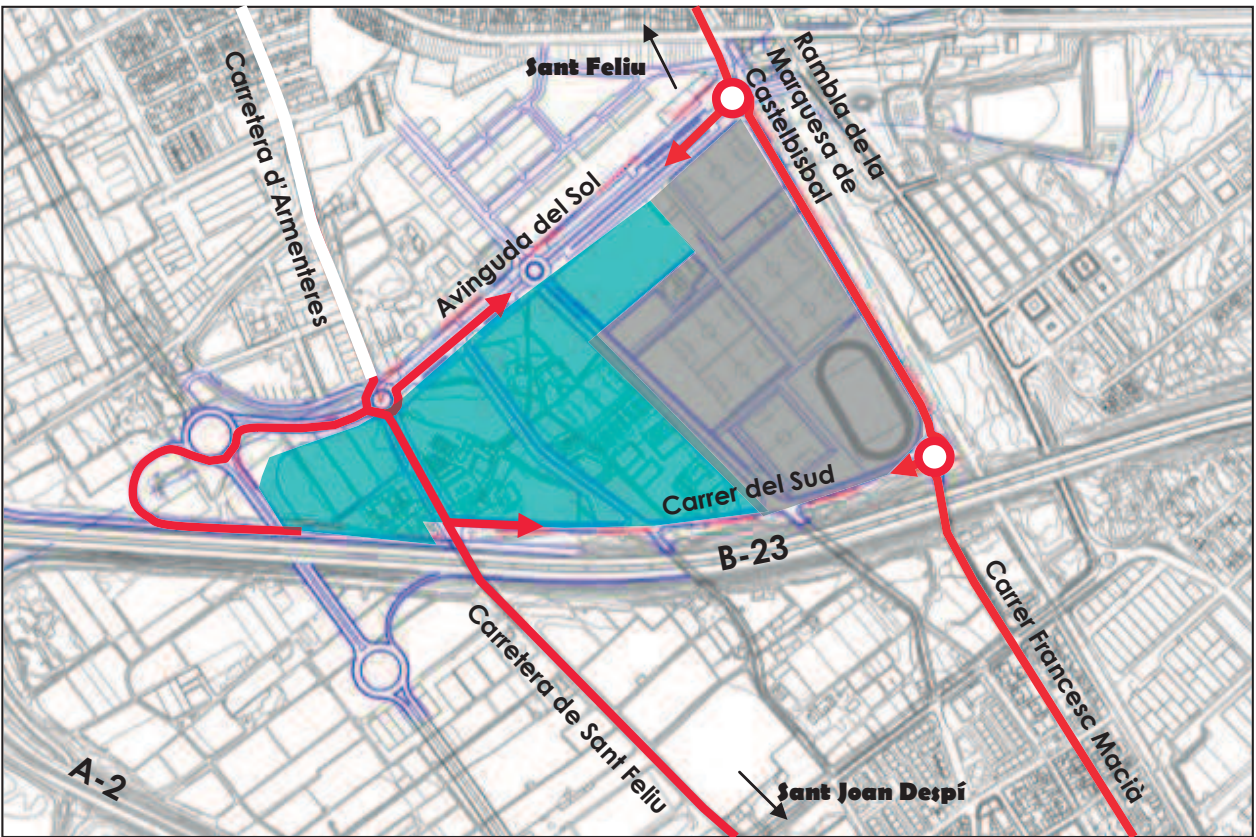 Sant Feliu
Rambla de la
Marquesa de
Castelbisbal
Carretera d'Armenteres
Avinguda del Sol
Carrer del Sud
B-23
Carretera de Sant Feliu
Carrer Francesc Macià
A-2
Sant Joan Despí